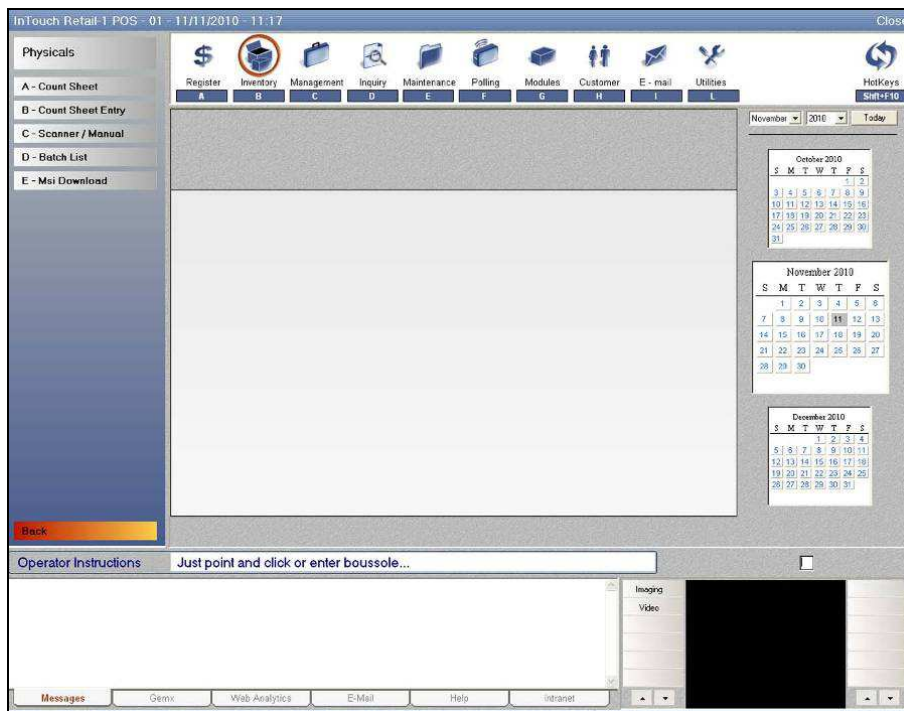 InTouch Retail-1 POS - 01 - 11/11/2010 - 11:17
Close
Physicals
A - Count Sheet
B - Count Sheet Entry
C - Scanner / Manual
D - Batch List
E - Msi Download
Back
Register Inventory Management Inquiry Maintenance Polling Modules Customer E - mail Utilities HotKeys
A B C D E F G H I L Shft+F10
November 2010 Today
October 2010
S M T W T F S
1 2
3 4 5 6 7 8 9
10 11 12 13 14 15 16
17 18 19 20 21 22 23
24 25 26 27 28 29 30
31
November 2010
S M T W T F S
1 2 3 4 5 6
7 8 9 10 11 12 13
14 15 16 17 18 19 20
21 22 23 24 25 26 27
28 29 30
December 2010
S M T W T F S
1 2 3 4
5 6 7 8 9 10 11
12 13 14 15 16 17 18
19 20 21 22 23 24 25
26 27 28 29 30 31
Operator Instructions
Just point and click or enter boussole...
Imaging
Video
Messages Gemx Web Analytics E-Mail Help Intranet